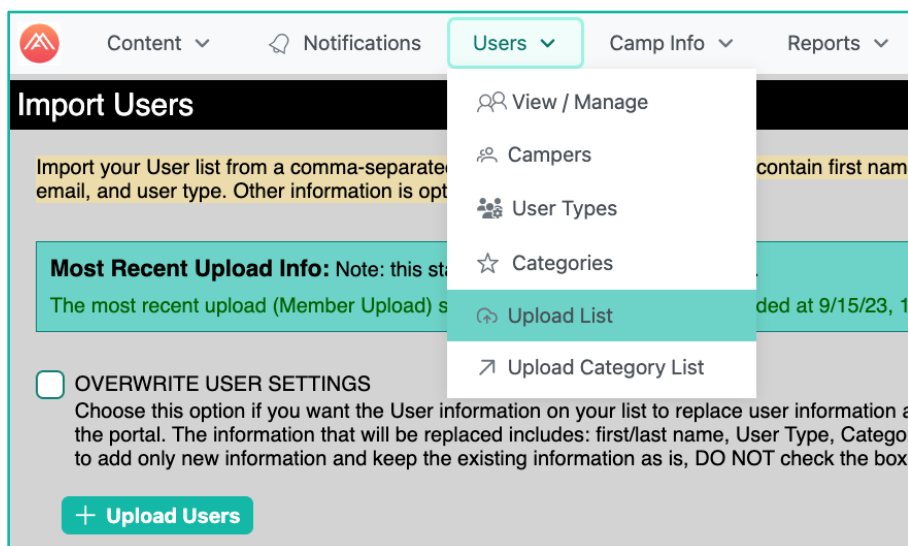 Content Notifications Users Camp Info Reports
Import Users
View / Manage
Campers
User Types
Categories
Upload List
Upload Category List
Import your User list from a comma-separated contain first nam
email, and user type. Other information is opt
Most Recent Upload Info: Note: this sta
The most recent upload (Member Upload) s ded at 9/15/23, 1
OVERWRITE USER SETTINGS
Choose this option if you want the User information on your list to replace user information a
the portal. The information that will be replaced includes: first/last name, User Type, Catego
to add only new information and keep the existing information as is, DO NOT check the box
+ Upload Users